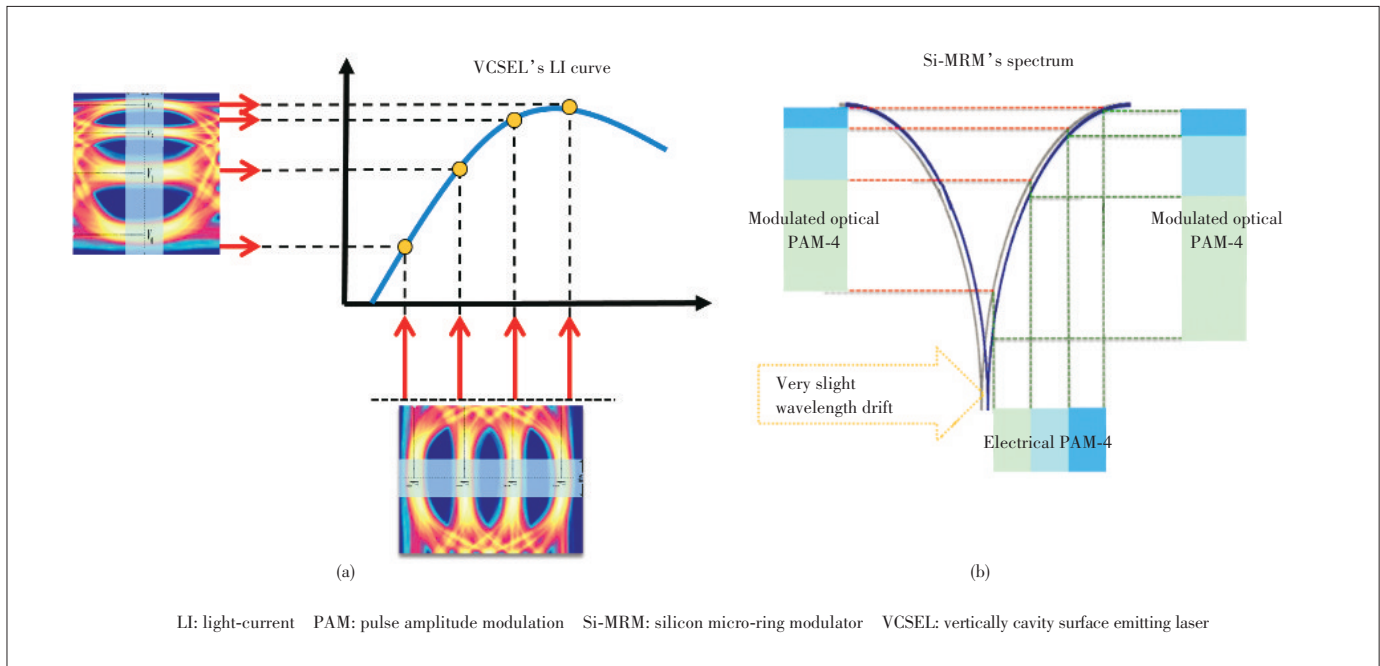 VCSEL’s LI curve
Si-MRM’s spectrum
Modulated optical
PAM-4
Modulated optical
PAM-4
Very slight
wavelength drift
Electrical PAM-4
(a)
(b)
LI: light-current PAM: pulse amplitude modulation Si-MRM: silicon micro-ring modulator VCSEL: vertically cavity surface emitting laser